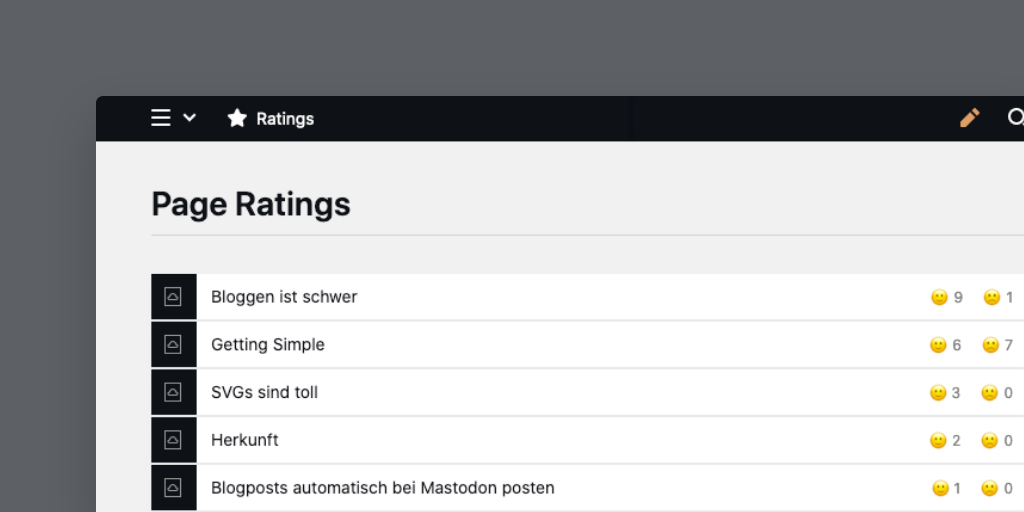 Ratings
Page Ratings
Bloggen ist schwer 🙂 9 🙁 1
Getting Simple 🙂 6 🙁 7
SVGs sind toll 🙂 3 🙁 0
Herkunft 🙂 2 🙁 0
Blogposts automatisch bei Mastodon posten 🙂 1 🙁 0